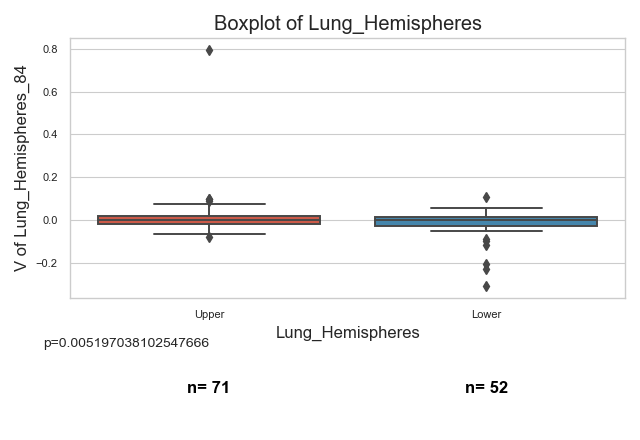 Boxplot of Lung_Hemispheres
V of Lung_Hemispheres_84
0.8
0.6
0.4
0.2
0.0
−0.2
Upper Lower
Lung_Hemispheres
p=0.005197038102547666
n= 71 n= 52